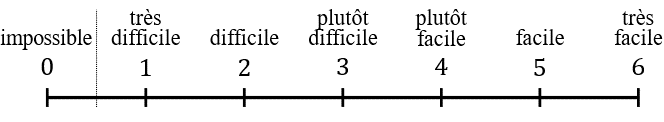 très plutôt plutôt très
impossible difficile difficile difficile facile facile facile
0 1 2 3 4 5 6